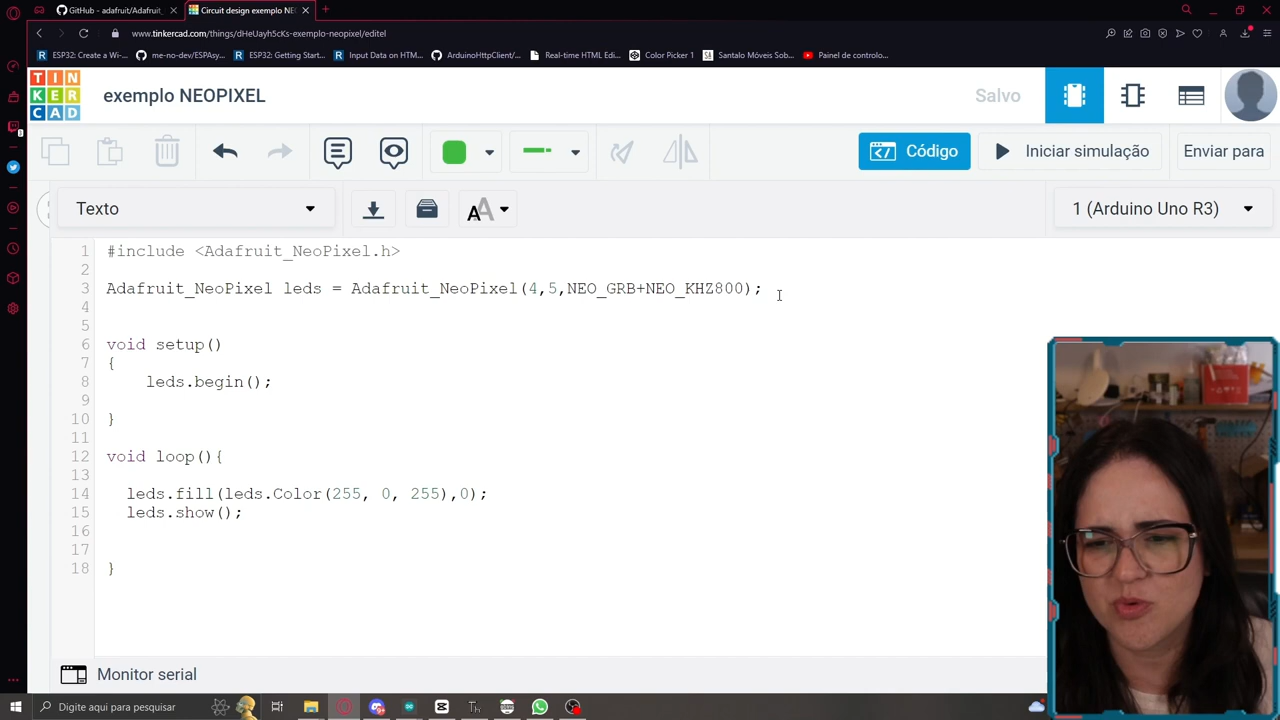 GitHub - adafruit/Adafruit_
Circuit design exemplo NE
www.tinkercad.com/things/dHeUayh5cKs-exemplo-neopixel/editel
ESP32: Create a Wi-...
me-no-dev/ESPAsy...
ESP32: Getting Start...
Input Data on HTM...
ArduinoHttpClient/...
Real-time HTML Edi...
Color Picker 1
Santalo Móveis Sob...
Painel de controlo...
TIN
KER
CAD
exemplo NEOPIXEL
Salvo
Código
Iniciar simulação
Enviar para
Texto
AA
1 (Arduino Uno R3)
1 #include <Adafruit_NeoPixel.h>
2
3 Adafruit_NeoPixel leds = Adafruit_NeoPixel(4,5,NEO_GRB+NEO_KHZ800);
4
5
6 void setup()
7 {
8 leds.begin();
9
10 }
11
12 void loop(){
13
14 leds.fill(leds.Color(255, 0, 255),0);
15 leds.show();
16
17
18 }
Monitor serial
Digite aqui para pesquisar